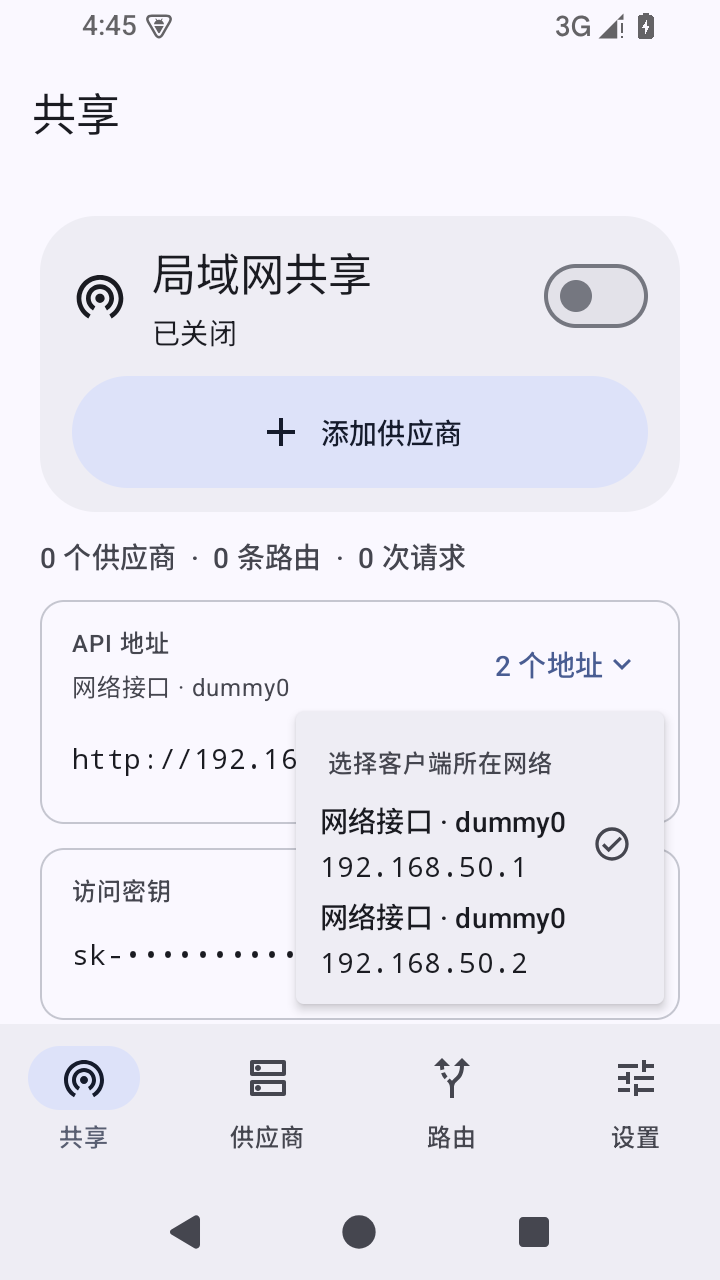 4:45
3G
共享
局域网共享
已关闭
添加供应商
0 个供应商 · 0 条路由 · 0 次请求
API 地址
2 个地址
网络接口 · dummy0
http://192.16
选择客户端所在网络
网络接口 · dummy0
192.168.50.1
网络接口 · dummy0
192.168.50.2
访问密钥
sk-••••••••••
共享
供应商
路由
设置